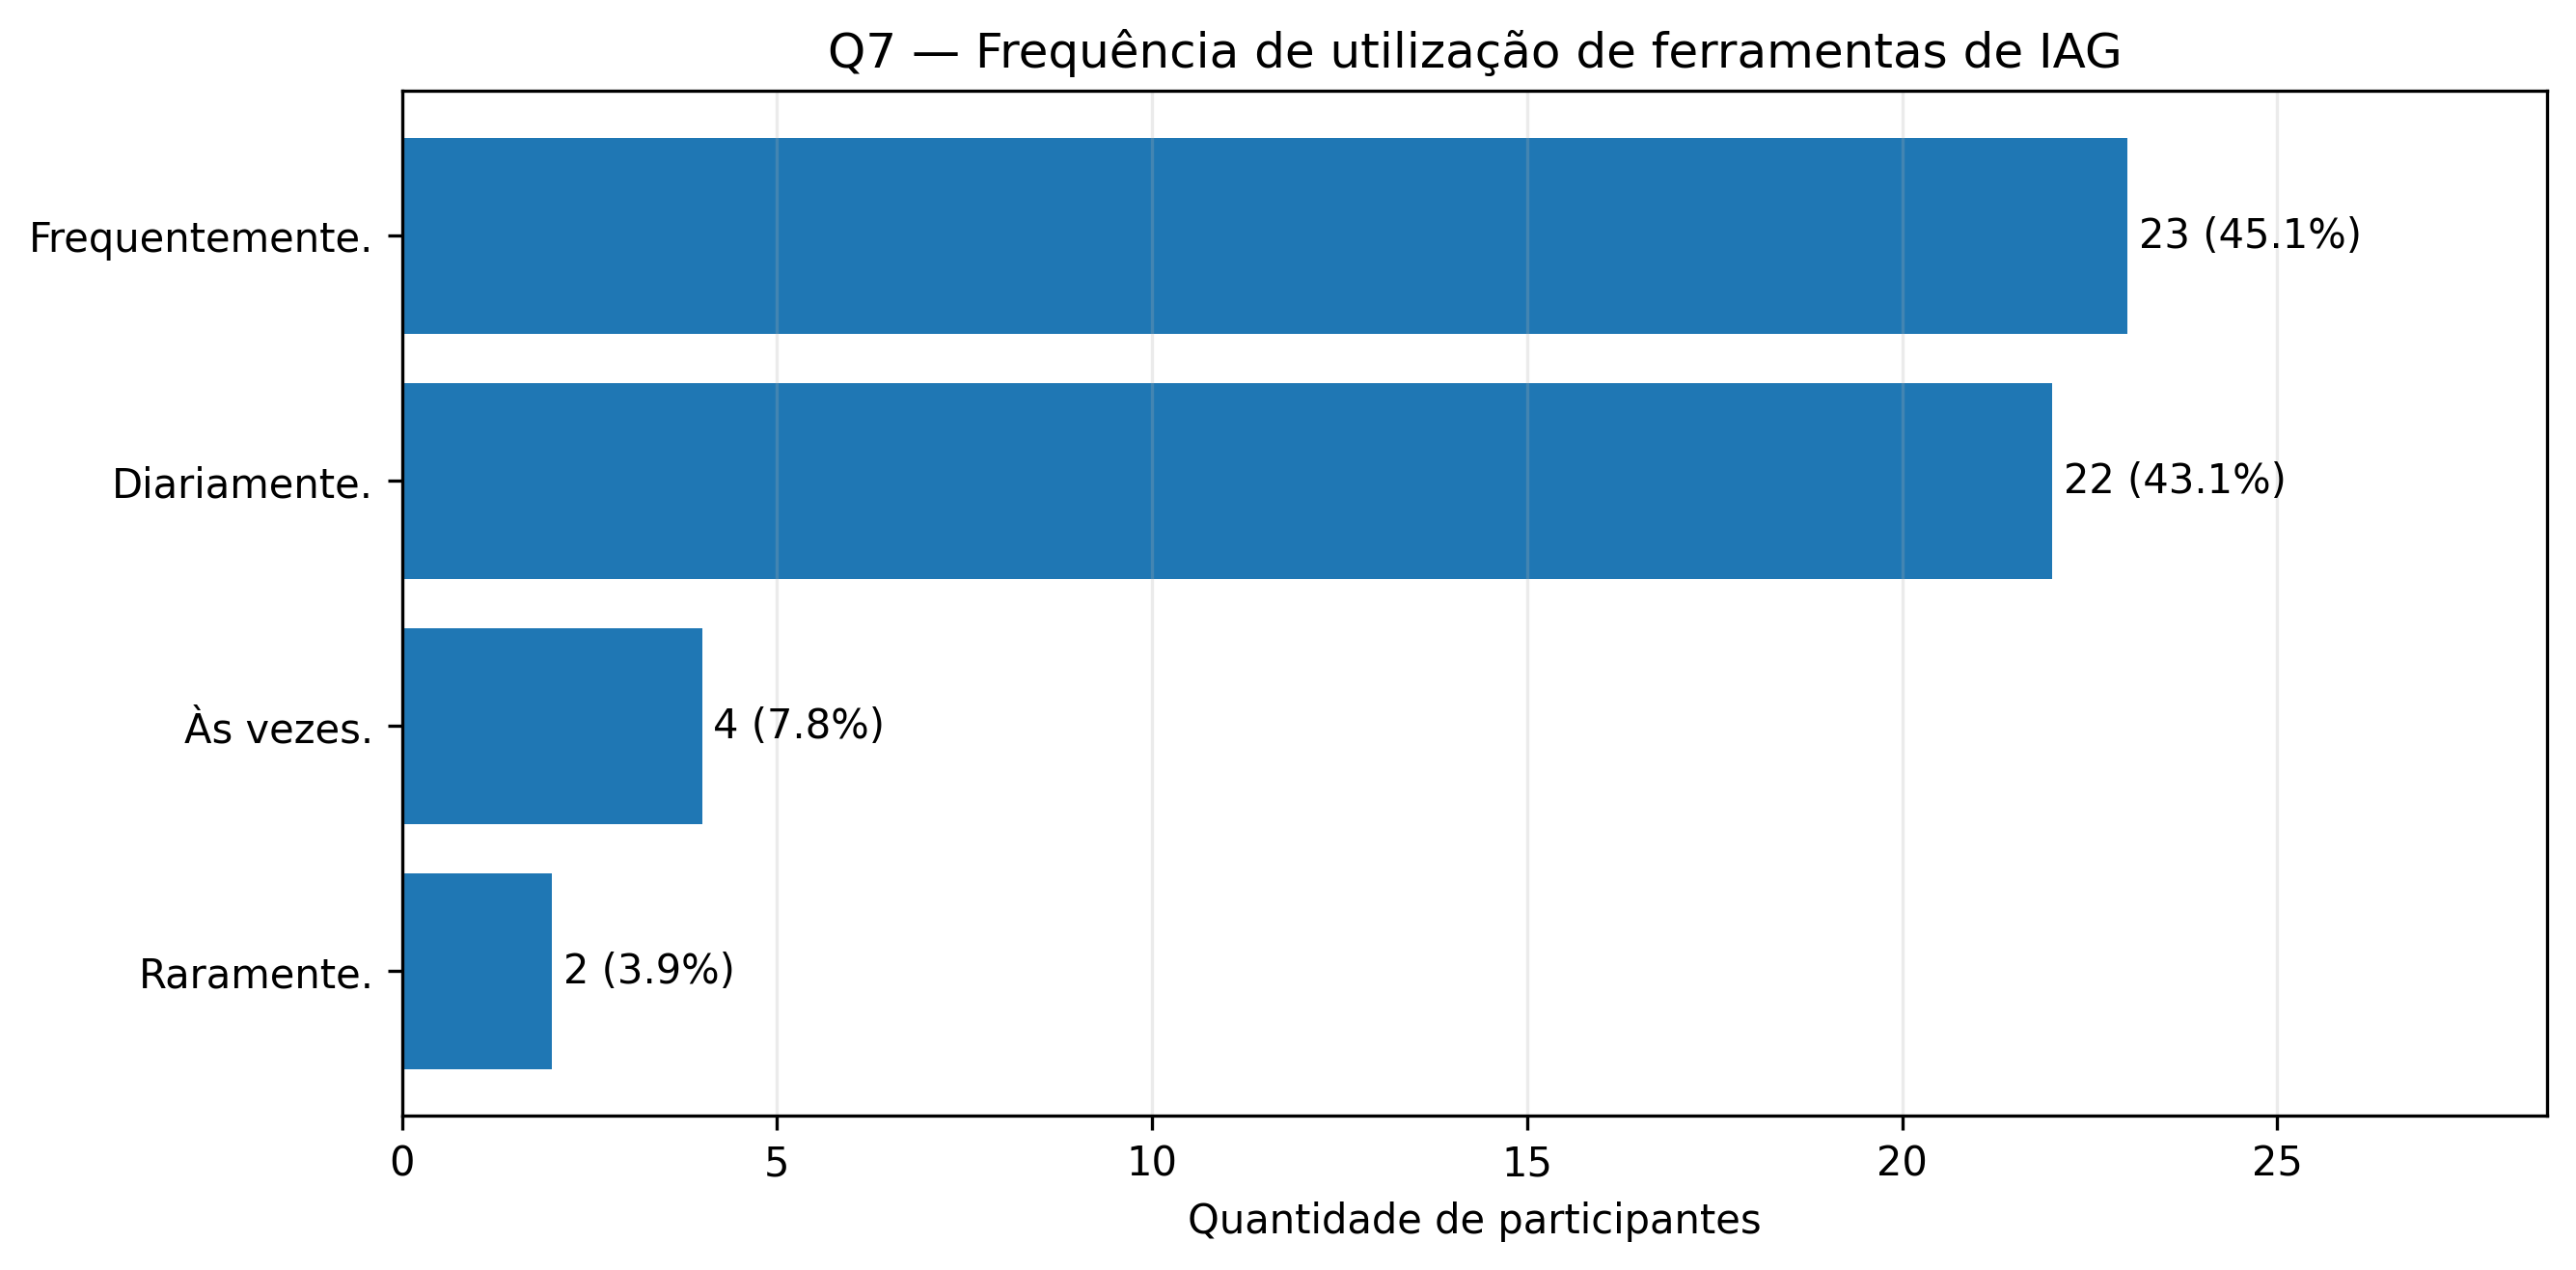 Q7 — Frequência de utilização de ferramentas de IAG
Frequentemente.
23 (45.1%)
Diariamente.
22 (43.1%)
Às vezes.
4 (7.8%)
Raramente.
2 (3.9%)
0 5 10 15 20 25
Quantidade de participantes